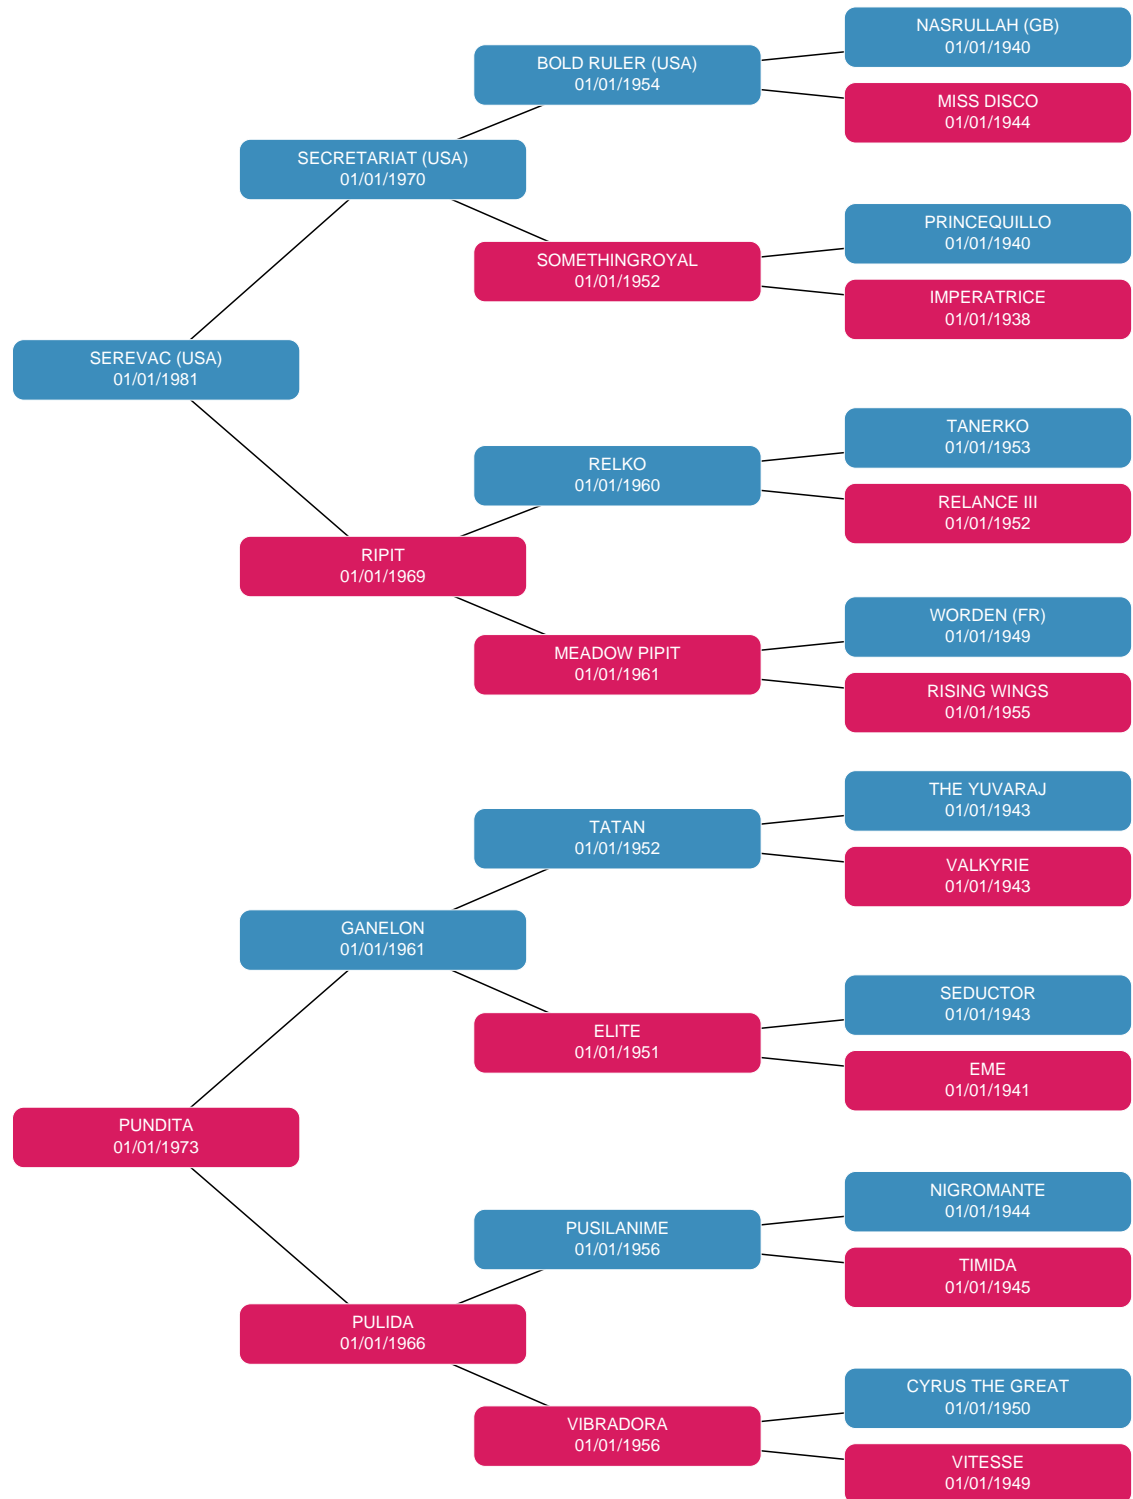 NASRULLAH (GB)
01/01/1940
BOLD RULER (USA)
01/01/1954
MISS DISCO
01/01/1944
SECRETARIAT (USA)
01/01/1970
PRINCEQUILLO
01/01/1940
SOMETHINGROYAL
01/01/1952
IMPERATRICE
01/01/1938
SEREVAC (USA)
01/01/1981
TANERKO
01/01/1953
RELKO
01/01/1960
RELANCE III
01/01/1952
RIPIT
01/01/1969
WORDEN (FR)
01/01/1949
MEADOW PIPIT
01/01/1961
RISING WINGS
01/01/1955
THE YUVARAJ
01/01/1943
TATAN
01/01/1952
VALKYRIE
01/01/1943
GANELON
01/01/1961
SEDUCTOR
01/01/1943
ELITE
01/01/1951
EME
01/01/1941
PUNDITA
01/01/1973
NIGROMANTE
01/01/1944
PUSILANIME
01/01/1956
TIMIDA
01/01/1945
PULIDA
01/01/1966
CYRUS THE GREAT
01/01/1950
VIBRADORA
01/01/1956
VITESSE
01/01/1949